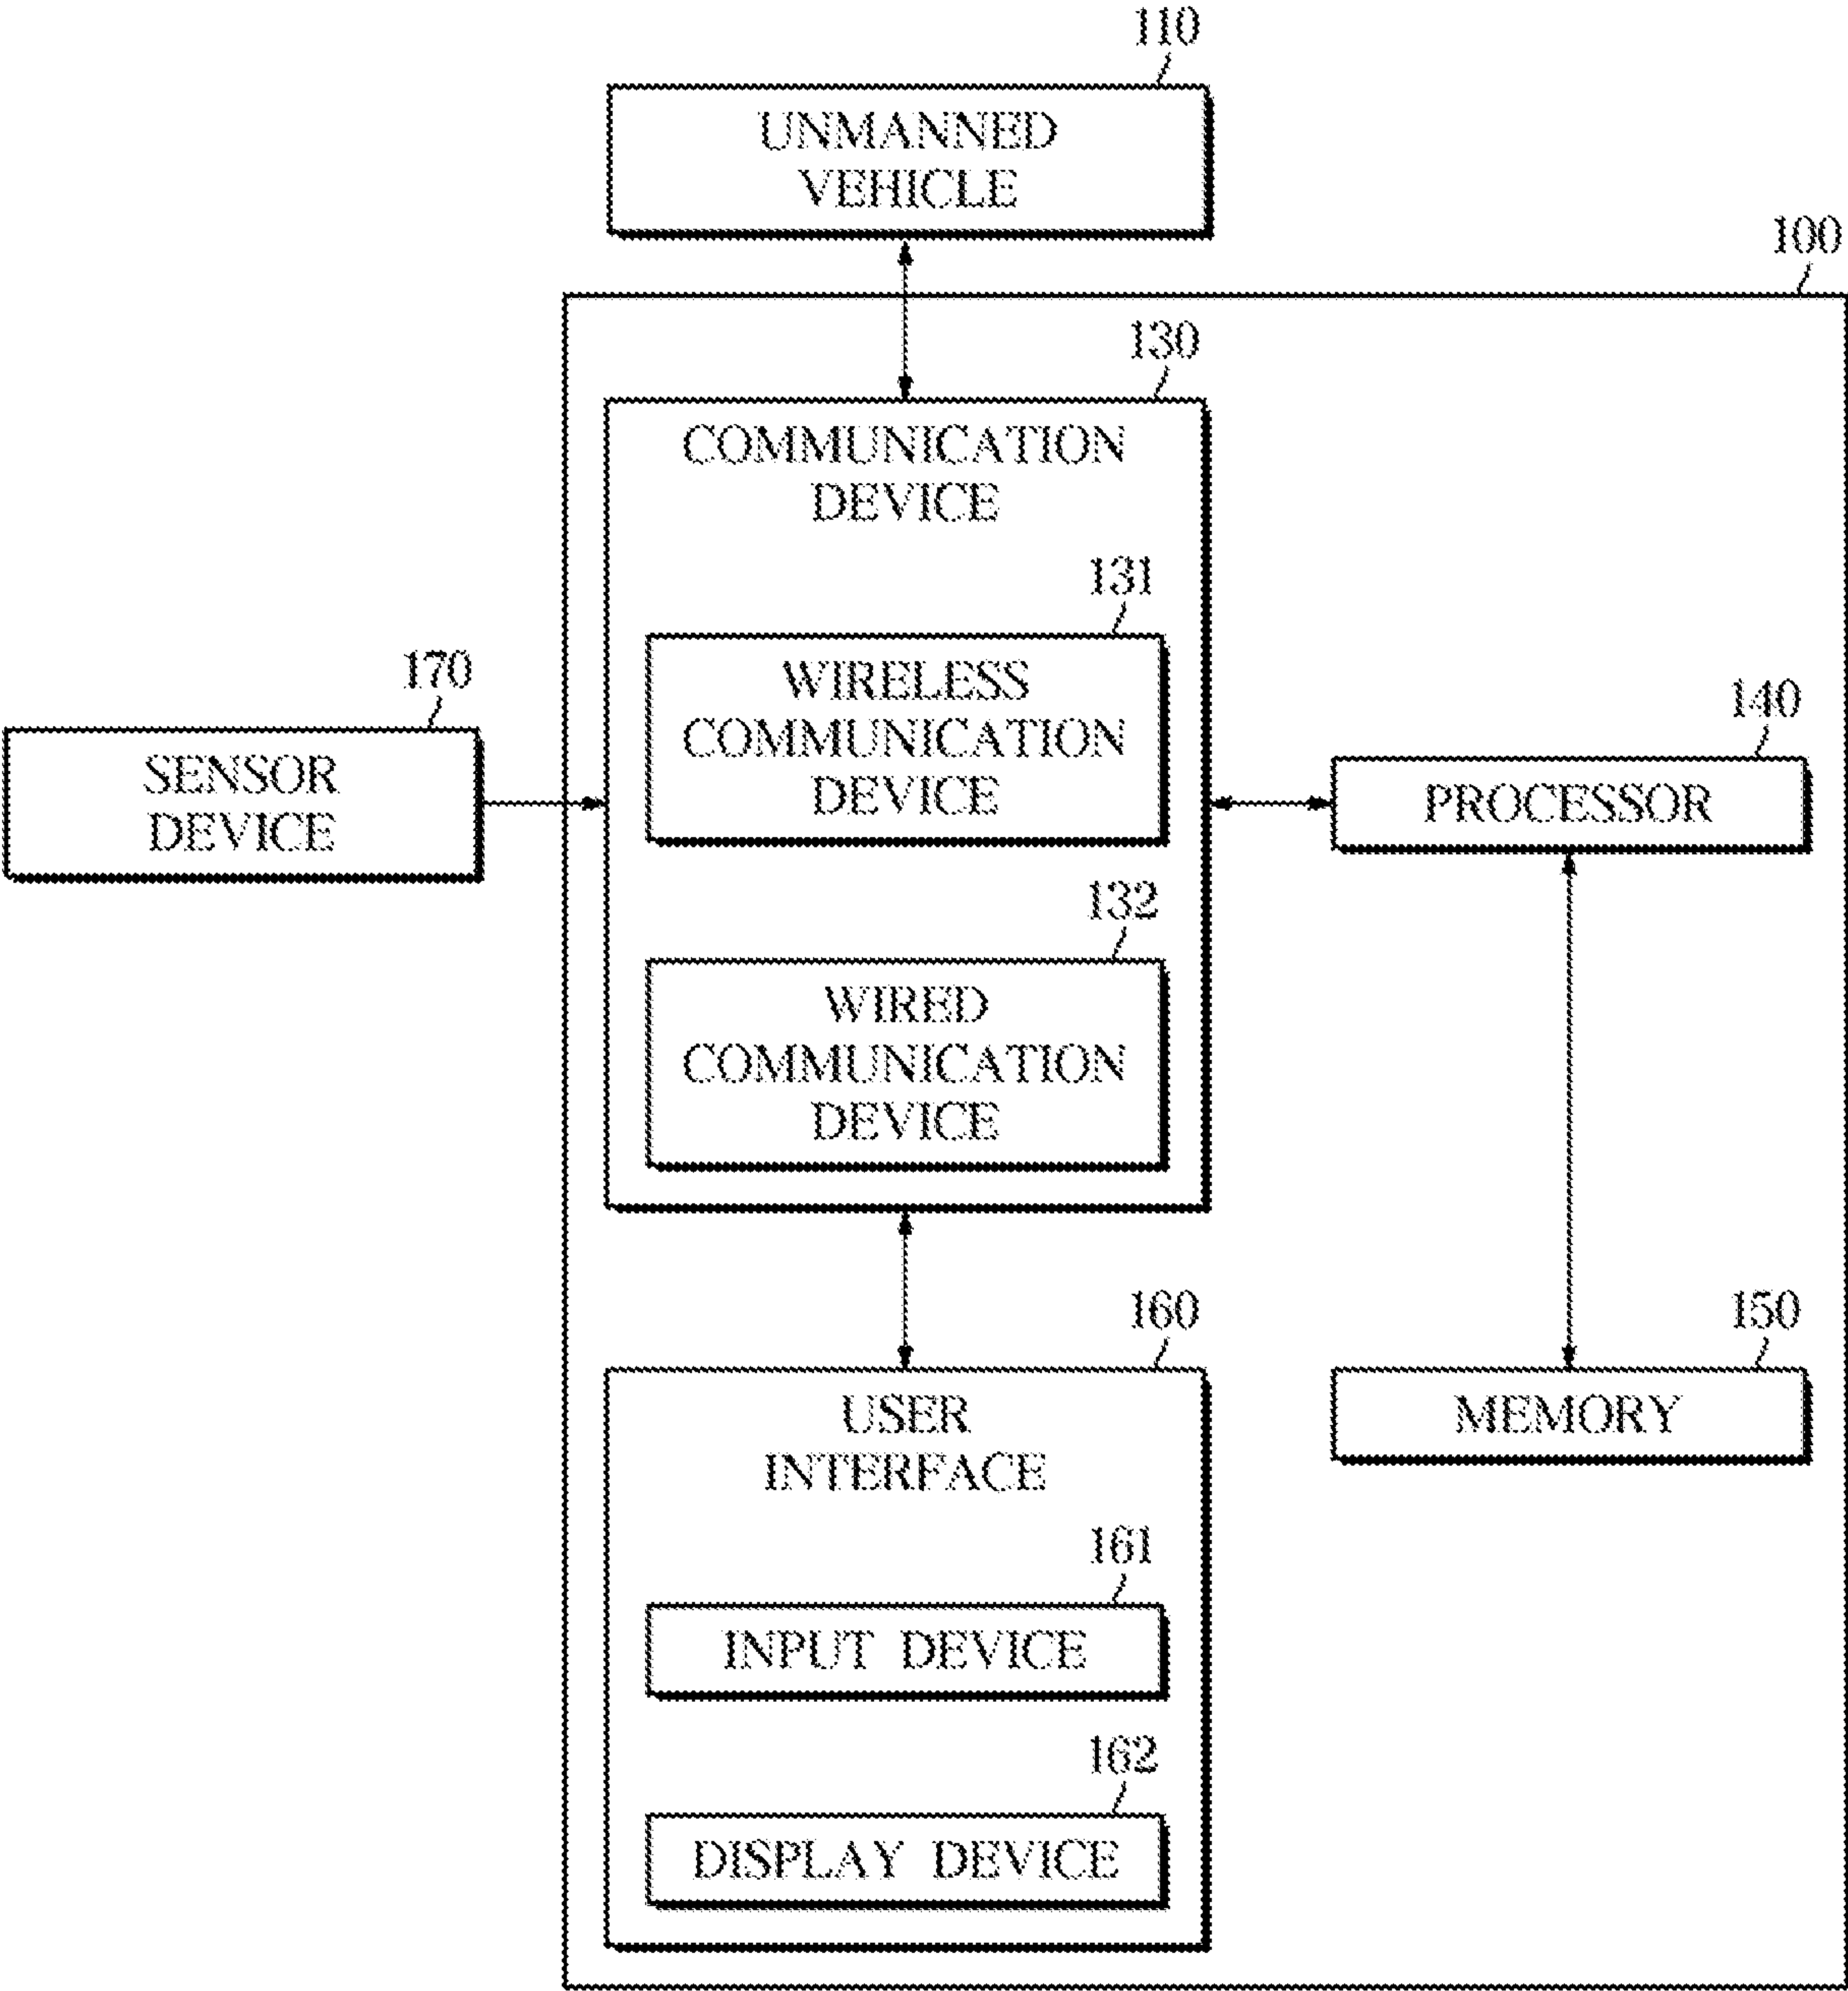 110
UNMANNED
VEHICLE
100
130
COMMUNICATION
DEVICE
131
WIRELESS
COMMUNICATION
DEVICE
170
SENSOR
DEVICE
140
PROCESSOR
132
WIRED
COMMUNICATION
DEVICE
160
USER
INTERFACE
150
MEMORY
161
INPUT DEVICE
162
DISPLAY DEVICE